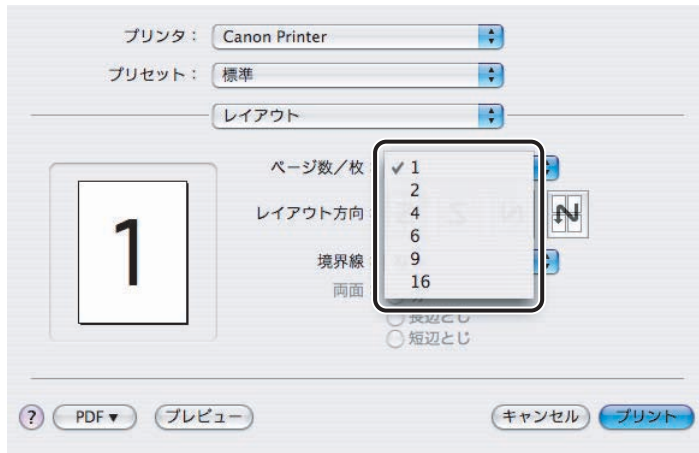 プリンタ： Canon Printer
プリセット： 標準
レイアウト
ページ数／枚 ✓ 1
2
4
6
9
16
レイアウト方向
境界線
両面
長辺とじ
短辺とじ
1
? PDF▼ プレビュー キャンセル プリント